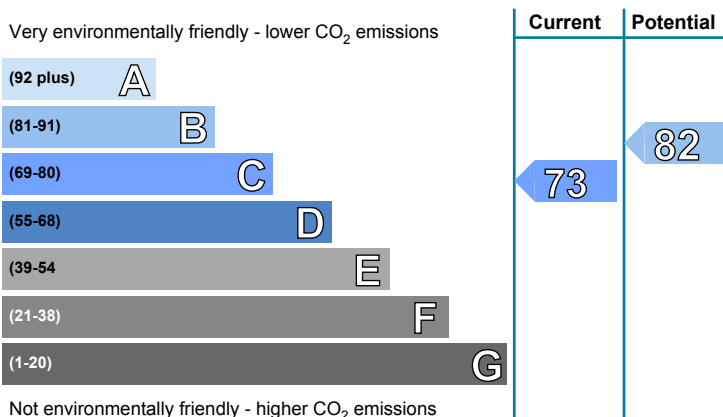 Very environmentally friendly - lower CO2 emissions
Current
Potential
(92 plus) A
(81-91) B
(69-80) C
(55-68) D
(39-54 E
(21-38) F
(1-20) G
73
82
Not environmentally friendly - higher CO2 emissions